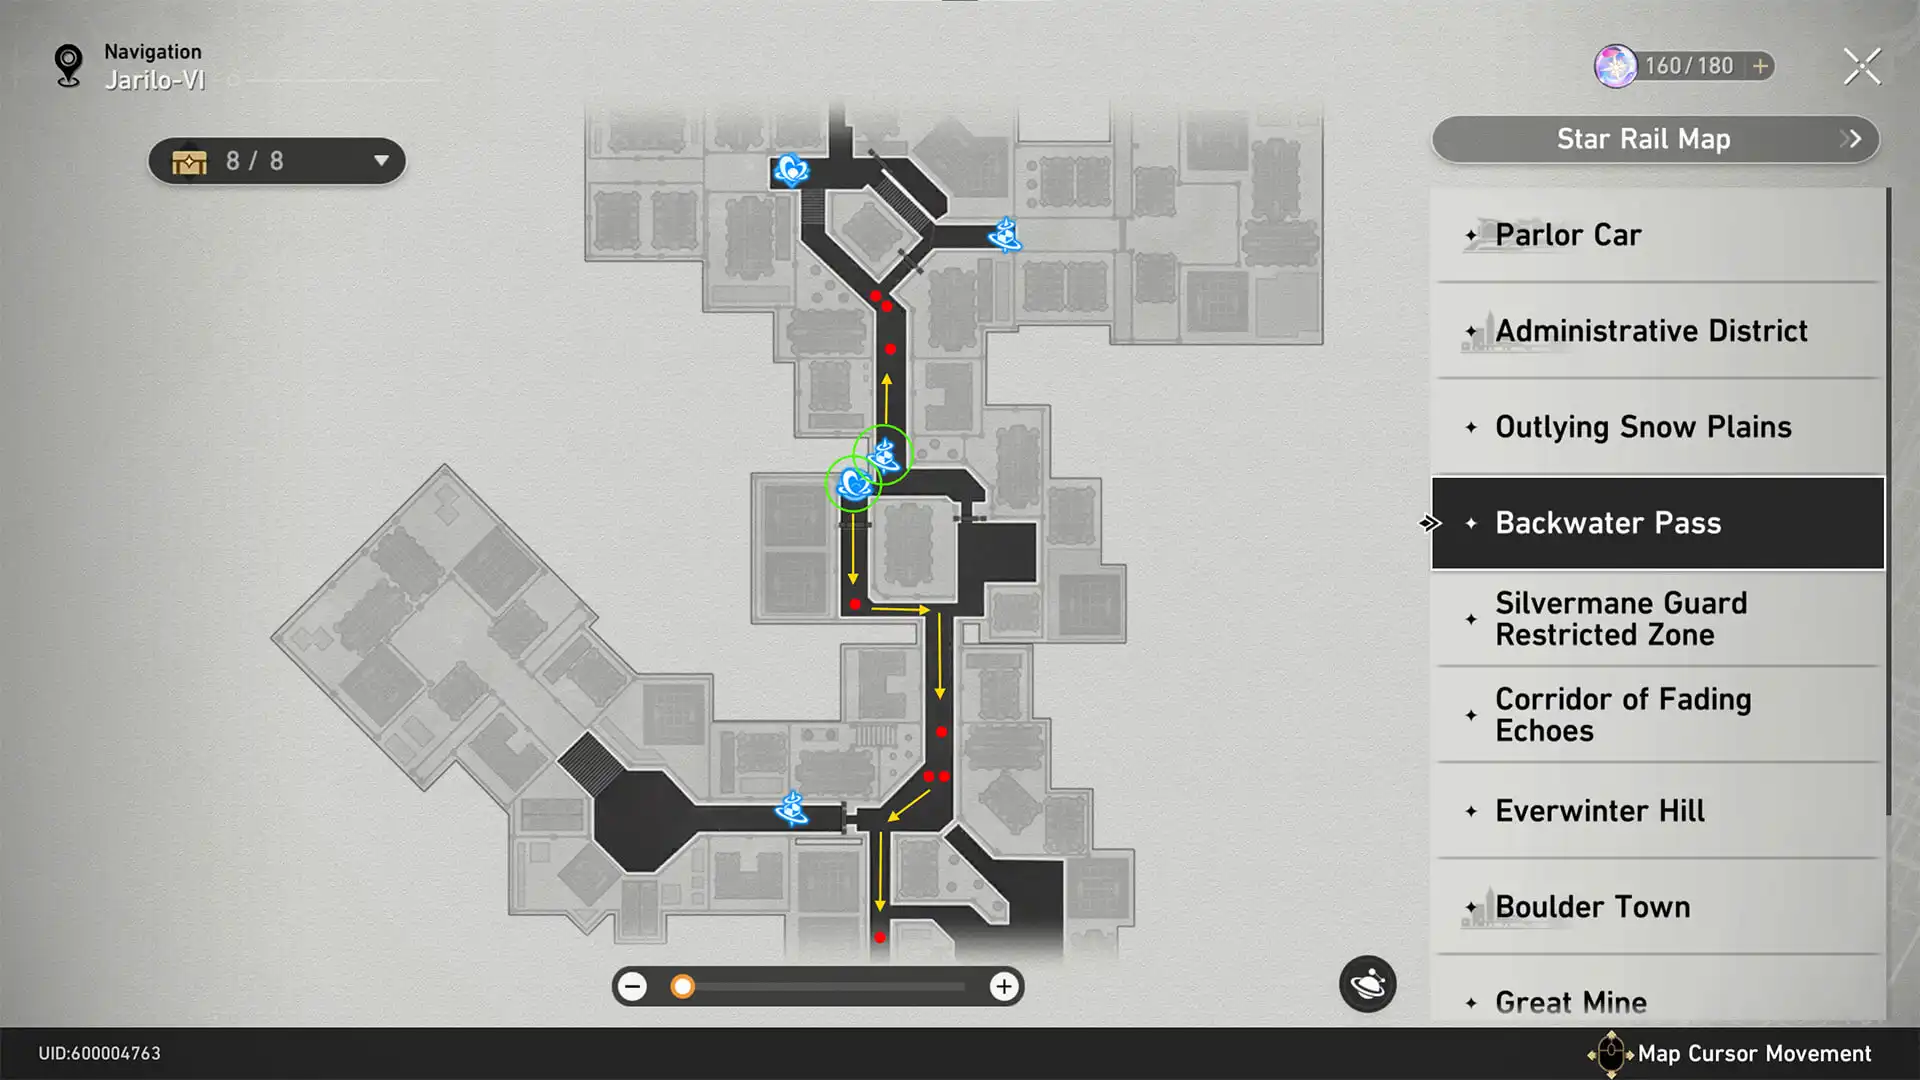 Navigation
Jarilo-VI
160/180
8 / 8
Star Rail Map
Parlor Car
Administrative District
Outlying Snow Plains
Backwater Pass
Silvermane Guard
Restricted Zone
Corridor of Fading
Echoes
Everwinter Hill
Boulder Town
Great Mine
UID:600004763
Map Cursor Movement